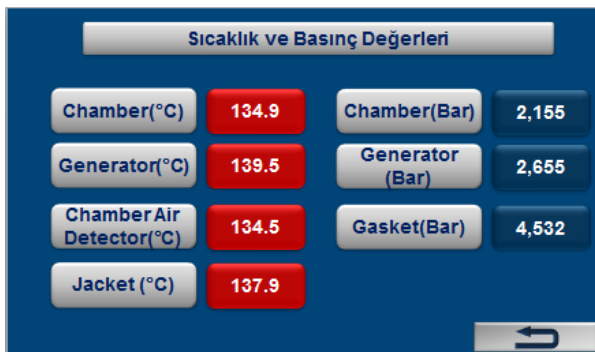 Sıcaklık ve Basınç Değerleri
Chamber(°C) 134.9 Chamber(Bar) 2,155
Generator(°C) 139.5 Generator
(Bar) 2,655
Chamber Air
Detector(°C) 134.5 Gasket(Bar) 4,532
Jacket (°C) 137.9